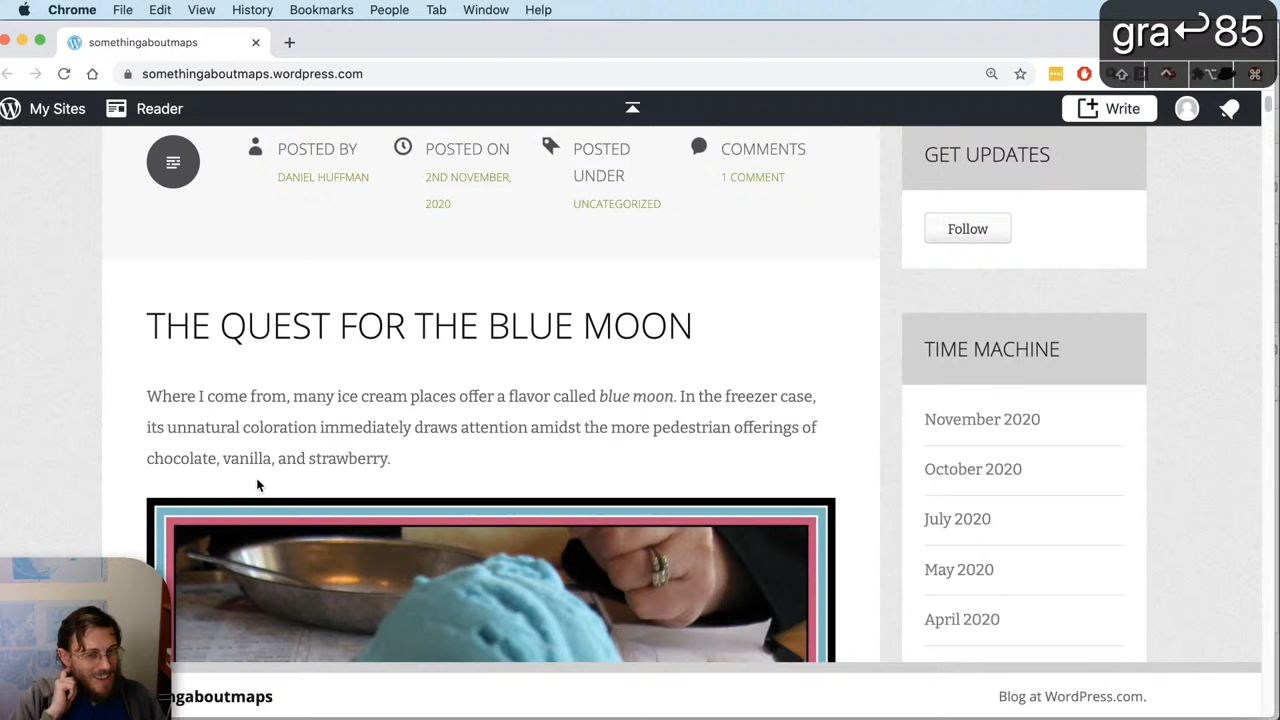 Chrome File Edit View History Bookmarks People Tab Window Help
gra↩85
somethingaboutmaps
somethingaboutmaps.wordpress.com
My Sites Reader Write
POSTED BY
DANIEL HUFFMAN
POSTED ON
2ND NOVEMBER,
2020
POSTED
UNDER
UNCATEGORIZED
COMMENTS
1 COMMENT
THE QUEST FOR THE BLUE MOON
Where I come from, many ice cream places offer a flavor called blue moon. In the freezer case,
its unnatural coloration immediately draws attention amidst the more pedestrian offerings of
chocolate, vanilla, and strawberry.
GET UPDATES
Follow
TIME MACHINE
November 2020
October 2020
July 2020
May 2020
April 2020
ngaboutmaps
Blog at WordPress.com.